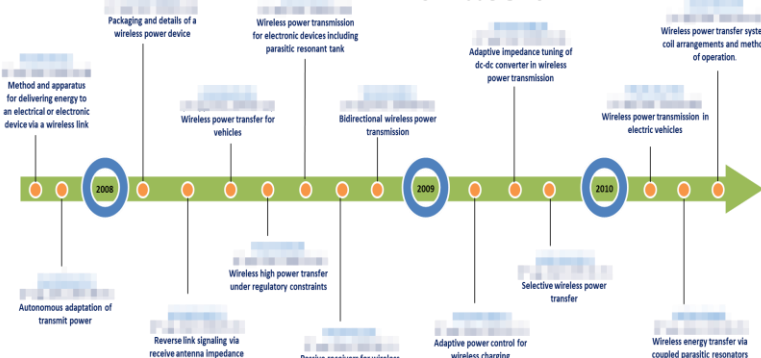 Packaging and details of a
wireless power device
Wireless power transmission
for electronic devices including
parasitic resonant tank
Wireless power transfer
coil arrangements and
of operation.
Adaptive impedance tuning of
dc-dc converter in wireless
power transmission
Method and apparatus
for delivering energy to
an electrical or electronic
device via a wireless link
Wireless power transfer for
vehicles
Bidirectional wireless power
transmission
Wireless power transmission in
electric vehicles
2008
2009
2010
Autonomous adaptation of
transmit power
Reverse link signaling via
receive antenna impedance
Wireless high power transfer
under regulatory constraints
receivers for wireless
Adaptive power control for
wireless charging
Selective wireless power
transfer
Wireless energy transfer via
coupled parasitic resonators